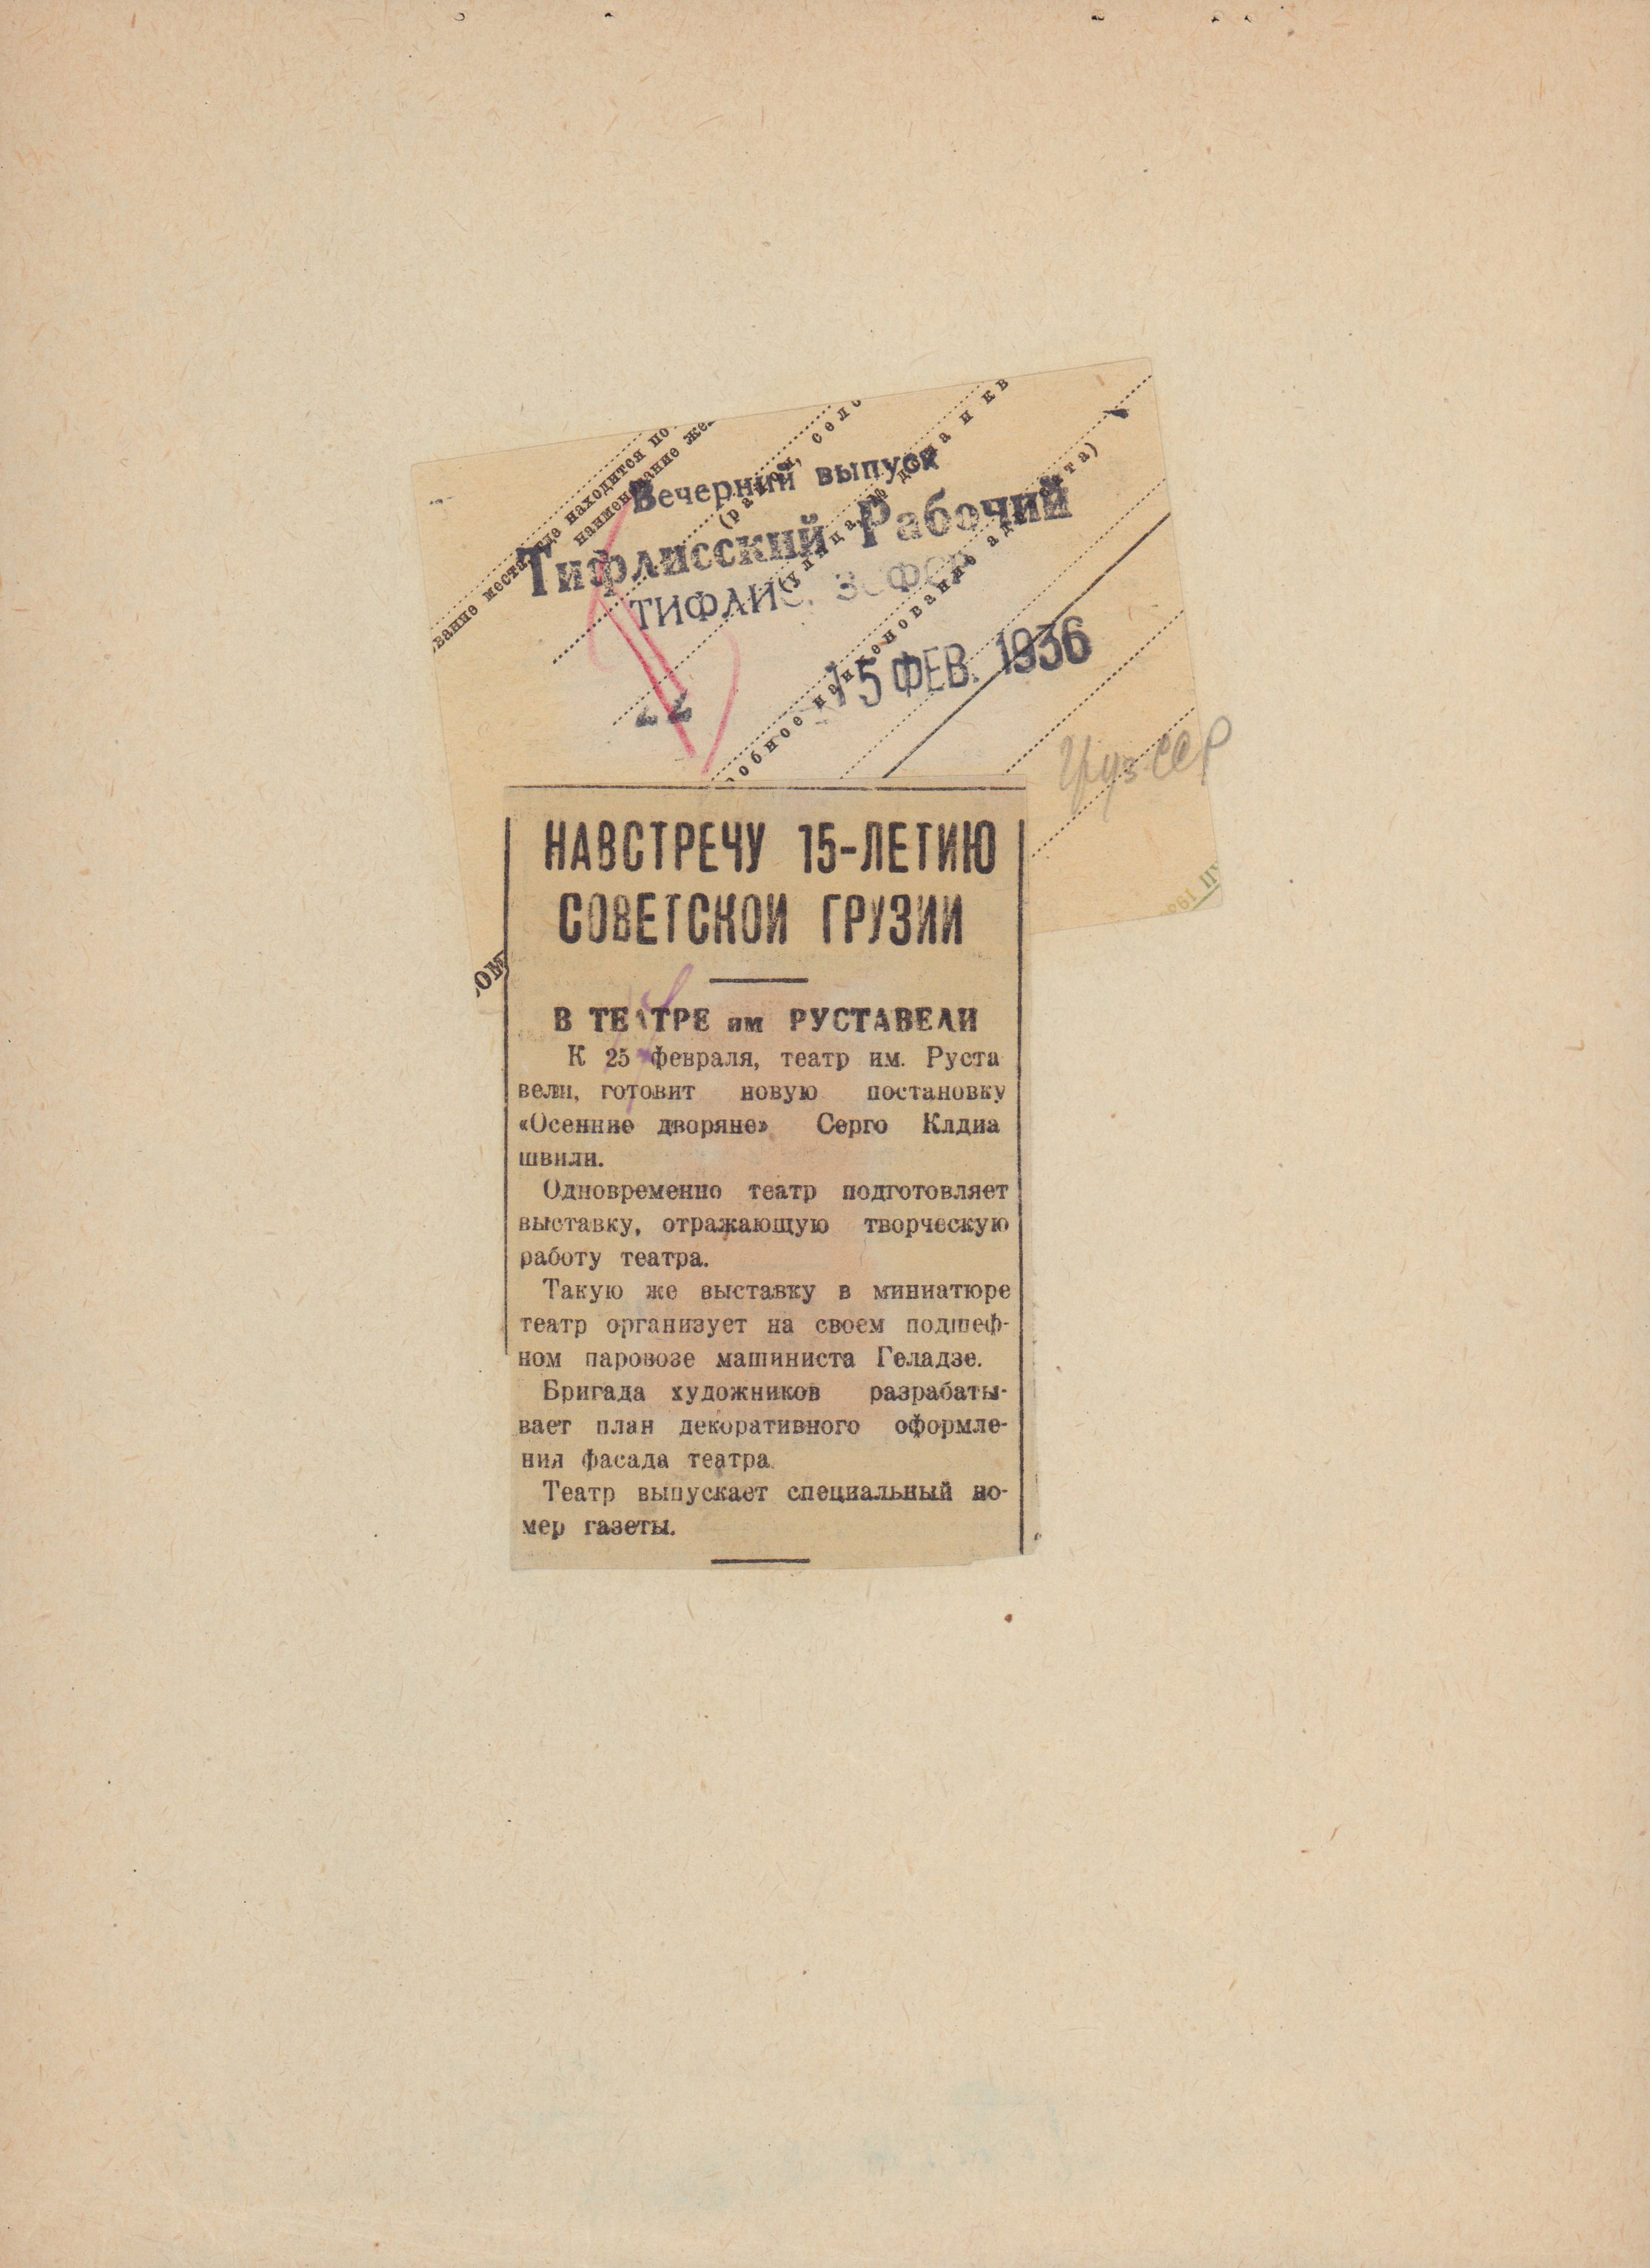 Вечерний выпуск
Тифлисский Рабочий
ТИФЛИС, ЗСФСР
22
15 ФЕВ. 1936
Груз ССР
НАВСТРЕЧУ 15-ЛЕТИЮ
СОВЕТСКОЙ ГРУЗИИ
В ТЕАТРЕ им РУСТАВЕЛИ
К 25 февраля, театр им. Руста
вели, готовит новую постановку
«Осенние дворяне» Серго Клдиа
швили.
Одновременно театр подготовляет
выставку, отражающую творческую
работу театра.
Такую же выставку в миниатюре
театр организует на своем подшеф-
ном паровозе машиниста Геладзе.
Бригада художников разрабаты-
вает план декоративного оформле-
ния фасада театра.
Театр выпускает специальный но-
мер газеты.